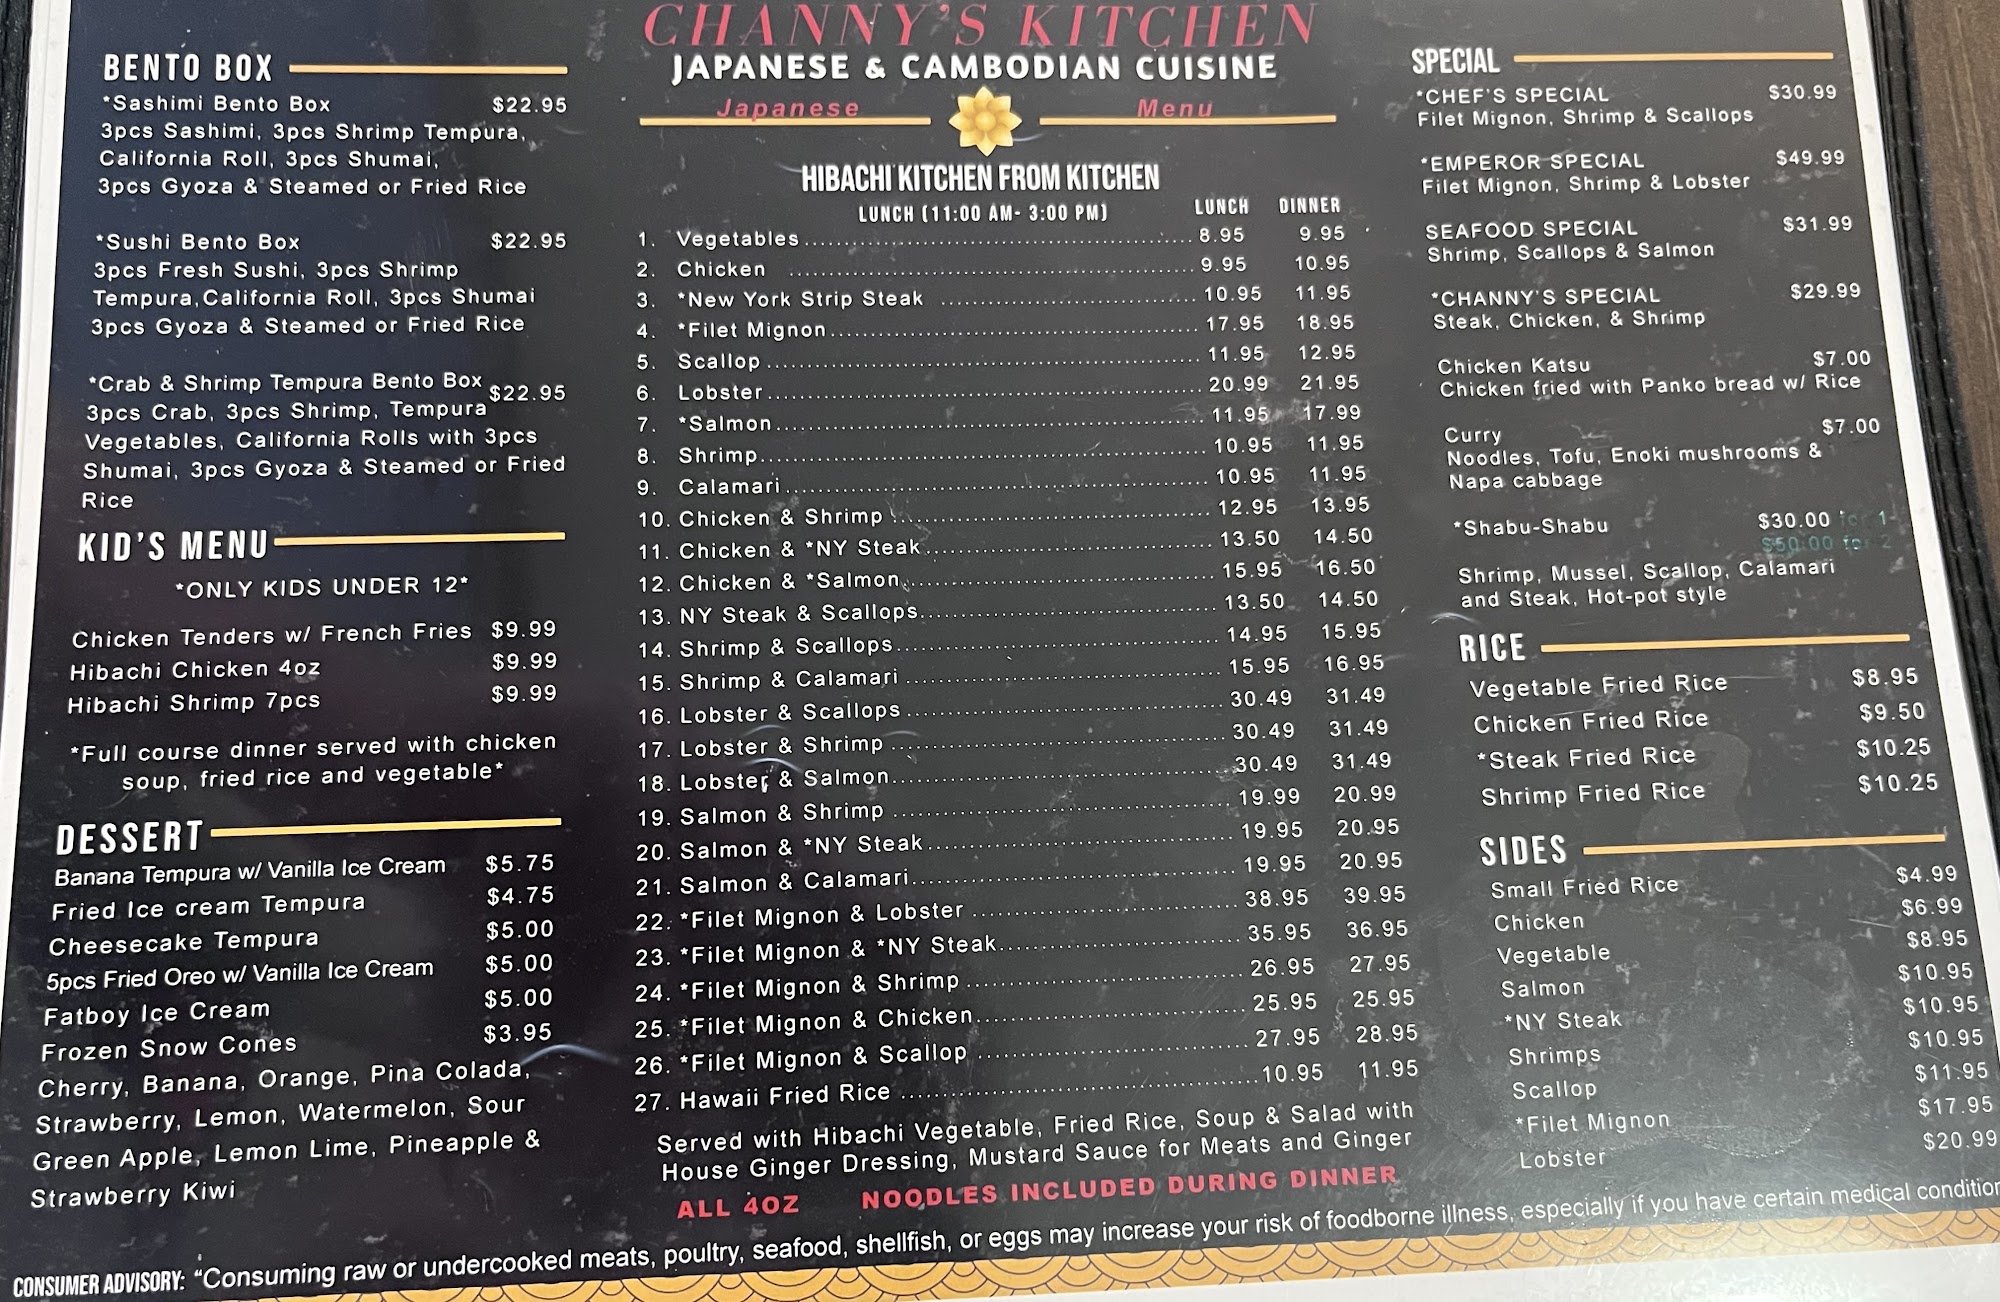 CHANNY'S KITCHEN
JAPANESE & CAMBODIAN CUISINE
Japanese Menu
BENTO BOX
*Sashimi Bento Box $22.95
3pcs Sashimi, 3pcs Shrimp Tempura,
California Roll, 3pcs Shumai,
3pcs Gyoza & Steamed or Fried Rice
*Sushi Bento Box $22.95
3pcs Fresh Sushi, 3pcs Shrimp
Tempura,California Roll, 3pcs Shumai
3pcs Gyoza & Steamed or Fried Rice
*Crab & Shrimp Tempura Bento Box $22.95
3pcs Crab, 3pcs Shrimp, Tempura
Vegetables, California Rolls with 3pcs
Shumai, 3pcs Gyoza & Steamed or Fried
Rice
KID'S MENU
*ONLY KIDS UNDER 12*
Chicken Tenders w/ French Fries $9.99
Hibachi Chicken 4oz $9.99
Hibachi Shrimp 7pcs $9.99
*Full course dinner served with chicken
soup, fried rice and vegetable*
DESSERT
Banana Tempura w/ Vanilla Ice Cream $5.75
Fried Ice cream Tempura $4.75
Cheesecake Tempura $5.00
5pcs Fried Oreo w/ Vanilla Ice Cream $5.00
Fatboy Ice Cream $5.00
Frozen Snow Cones $3.95
Cherry, Banana, Orange, Pina Colada,
Strawberry, Lemon, Watermelon, Sour
Green Apple, Lemon Lime, Pineapple &
Strawberry Kiwi
HIBACHI KITCHEN FROM KITCHEN
LUNCH (11:00 AM- 3:00 PM) LUNCH DINNER
1. Vegetables 8.95 9.95
2. Chicken 9.95 10.95
3. *New York Strip Steak 10.95 11.95
4. *Filet Mignon 17.95 18.95
5. Scallop 11.95 12.95
6. Lobster 20.99 21.95
7. *Salmon 11.95 17.99
8. Shrimp 10.95 11.95
9. Calamari 10.95 11.95
10. Chicken & Shrimp 12.95 13.95
11. Chicken & *NY Steak 13.50 14.50
12. Chicken & *Salmon 15.95 16.50
13. NY Steak & Scallops 13.50 14.50
14. Shrimp & Scallops 14.95 15.95
15. Shrimp & Calamari 15.95 16.95
16. Lobster & Scallops 30.49 31.49
17. Lobster & Shrimp 30.49 31.49
18. Lobster & Salmon 30.49 31.49
19. Salmon & Shrimp 19.99 20.99
20. Salmon & *NY Steak 19.95 20.95
21. Salmon & Calamari 19.95 20.95
22. *Filet Mignon & Lobster 38.95 39.95
23. *Filet Mignon & *NY Steak 35.95 36.95
24. *Filet Mignon & Shrimp 26.95 27.95
25. *Filet Mignon & Chicken 25.95 25.95
26. *Filet Mignon & Scallop 27.95 28.95
27. Hawaii Fried Rice 10.95 11.95
Served with Hibachi Vegetable, Fried Rice, Soup & Salad with
House Ginger Dressing, Mustard Sauce for Meats and Ginger
ALL 4OZ NOODLES INCLUDED DURING DINNER
SPECIAL
*CHEF'S SPECIAL $30.99
Filet Mignon, Shrimp & Scallops
*EMPEROR SPECIAL $49.99
Filet Mignon, Shrimp & Lobster
SEAFOOD SPECIAL $31.99
Shrimp, Scallops & Salmon
*CHANNY'S SPECIAL $29.99
Steak, Chicken, & Shrimp
Chicken Katsu $7.00
Chicken fried with Panko bread w/ Rice
Curry $7.00
Noodles, Tofu, Enoki mushrooms &
Napa cabbage
*Shabu-Shabu $30.00 for 1
$50.00 for 2
Shrimp, Mussel, Scallop, Calamari
and Steak, Hot-pot style
RICE
Vegetable Fried Rice $8.95
Chicken Fried Rice $9.50
*Steak Fried Rice $10.25
Shrimp Fried Rice $10.25
SIDES
Small Fried Rice $4.99
Chicken $6.99
Vegetable $8.95
Salmon $10.95
*NY Steak $10.95
Shrimps $10.95
Scallop $11.95
*Filet Mignon $17.95
Lobster $20.99
CONSUMER ADVISORY: "Consuming raw or undercooked meats, poultry, seafood, shellfish, or eggs may increase your risk of foodborne illness, especially if you have certain medical condition